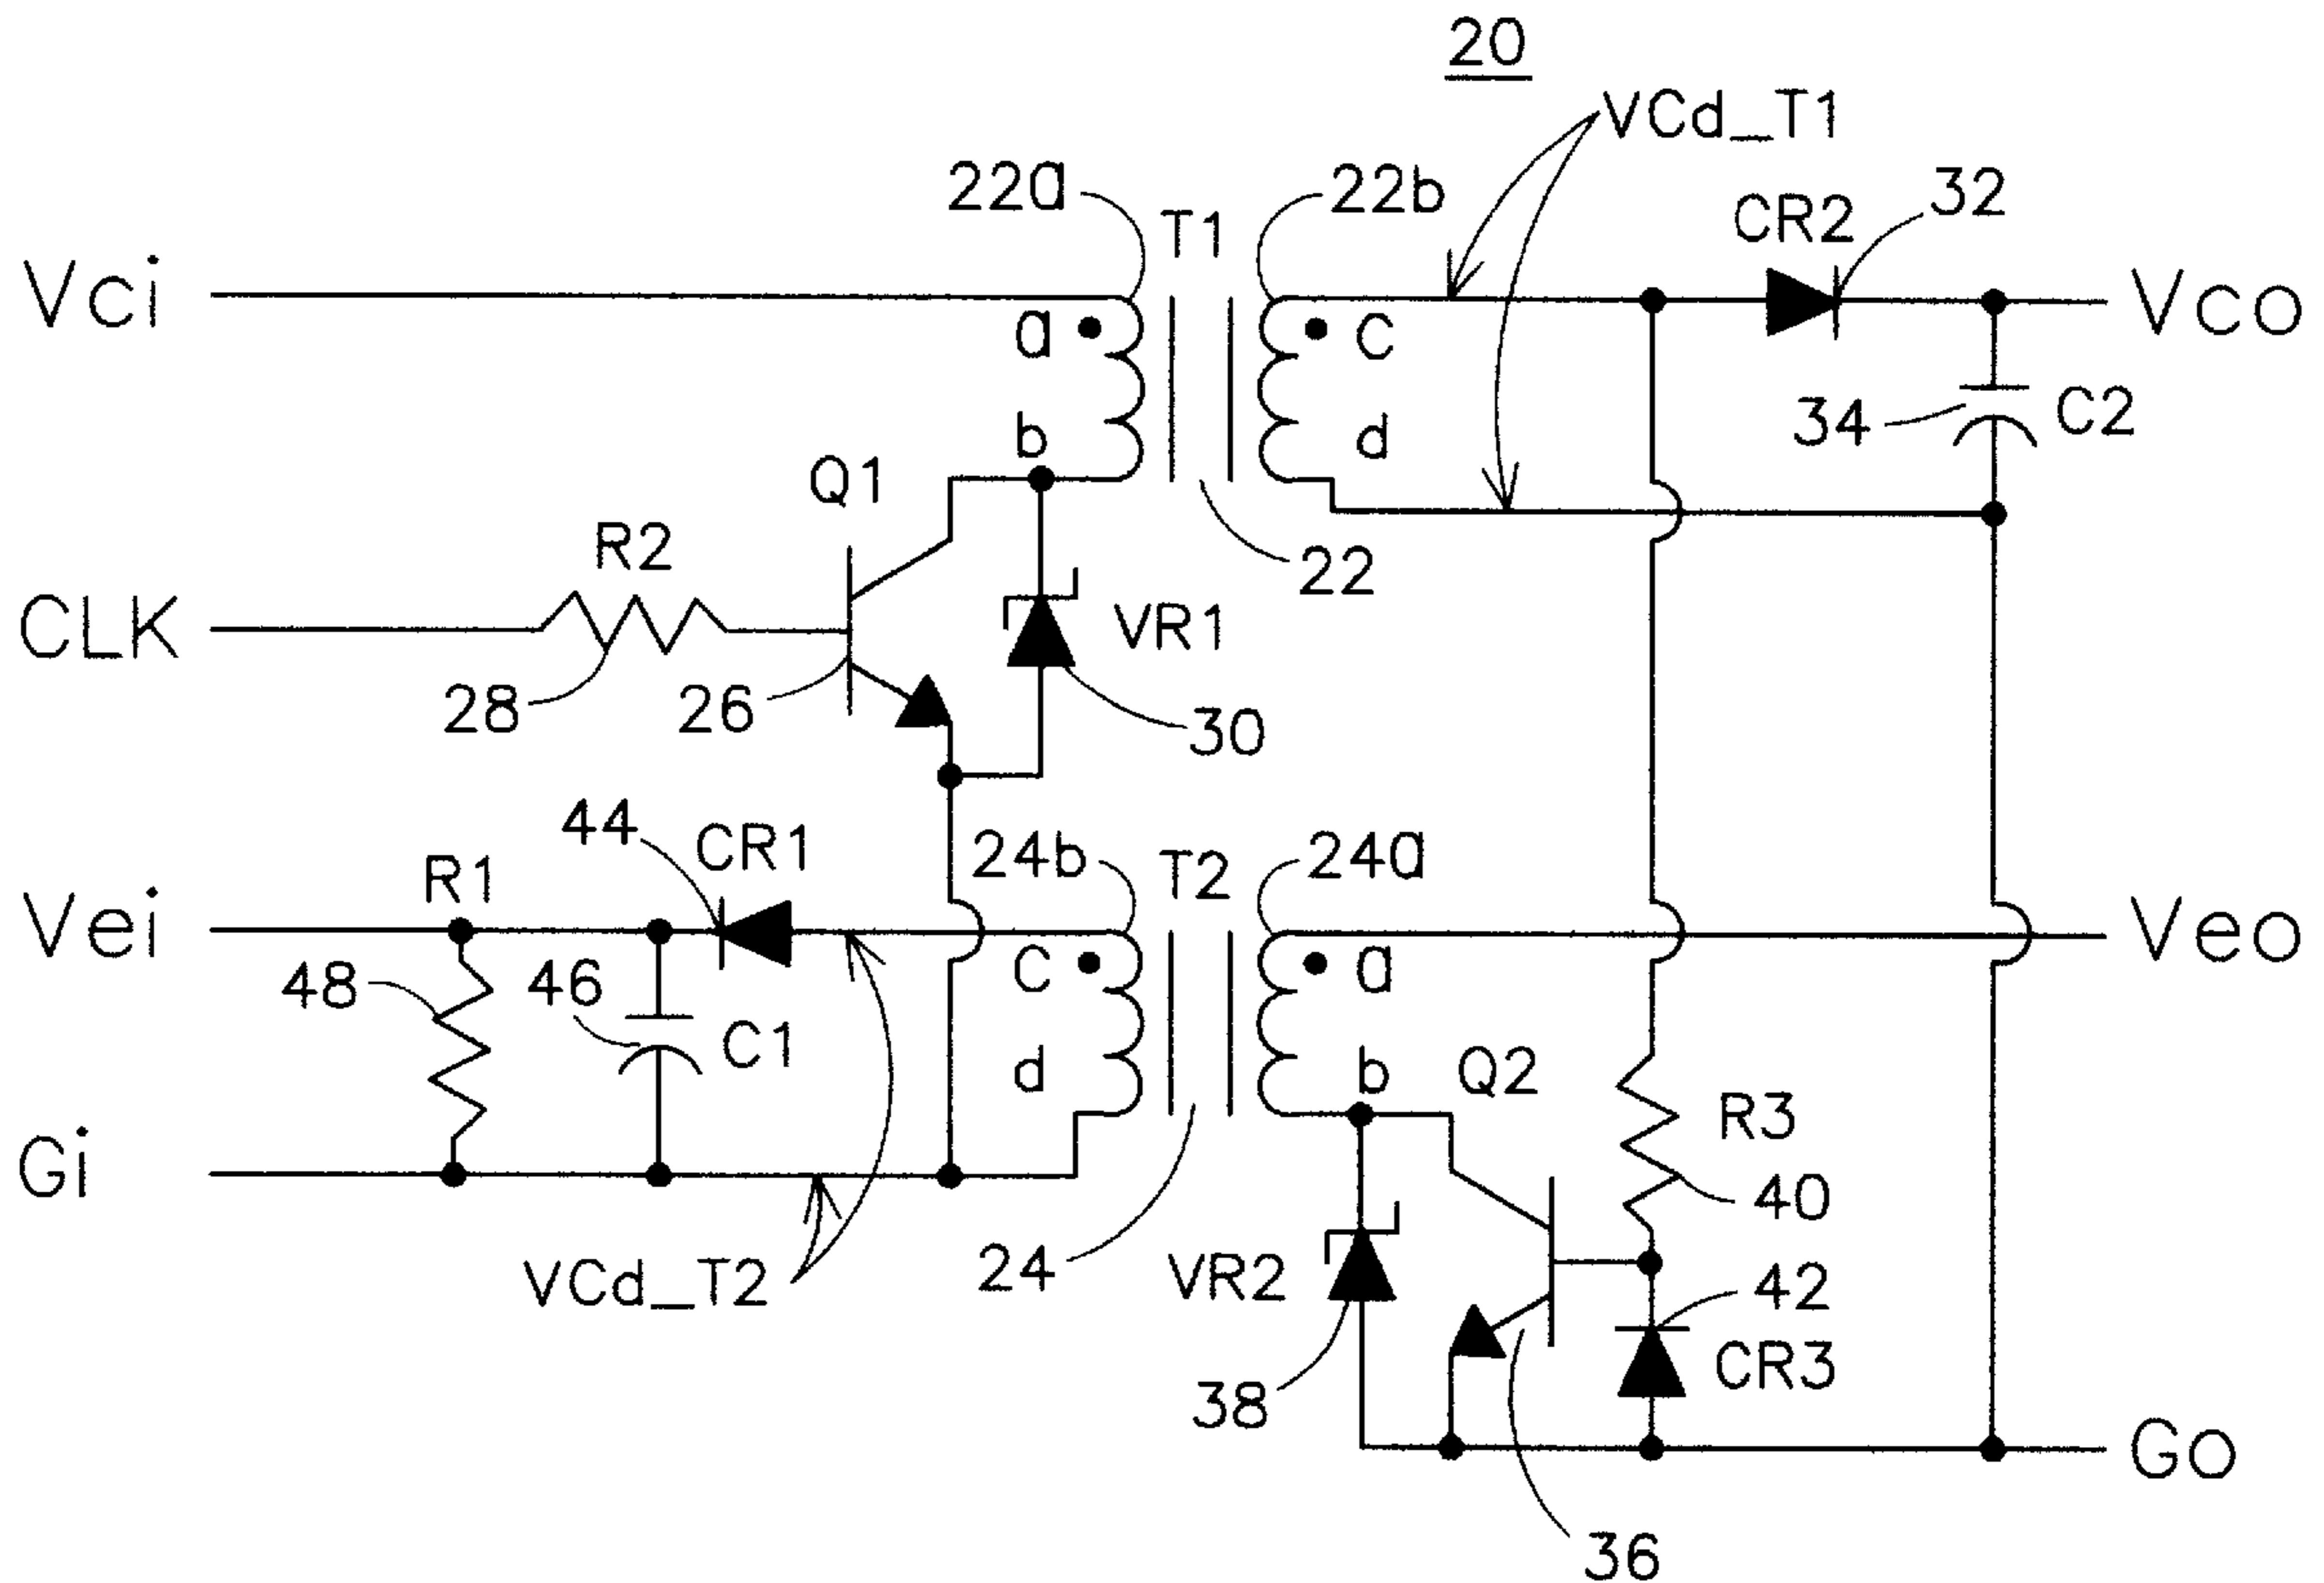 20
VCd_T1
22a
T1
22b
CR2
32
Vci
a
c
Vco
34
C2
b
d
Q1
R2
22
CLK
VR1
28
26
30
44
CR1
24b
T2
24a
R1
Vei
c
a
Veo
48
46
C1
d
b
Q2
R3
Gi
40
VCd_T2
24
VR2
42
CR3
38
Go
36